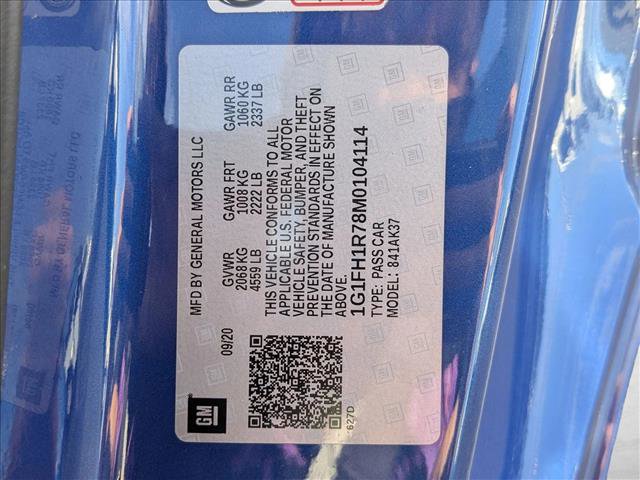 MFD BY GENERAL MOTORS LLC
09/20
GVWR GAWR FRT GAWR RR
2068 KG 1008 KG 1060 KG
4559 LB 2222 LB 2337 LB
THIS VEHICLE CONFORMS TO ALL
APPLICABLE U.S. FEDERAL MOTOR
VEHICLE SAFETY, BUMPER, AND THEFT
PREVENTION STANDARDS IN EFFECT ON
THE DATE OF MANUFACTURE SHOWN
ABOVE.
1G1FH1R78M0104114
TYPE: PASS CAR
MODEL: 841AK37
GM
627D